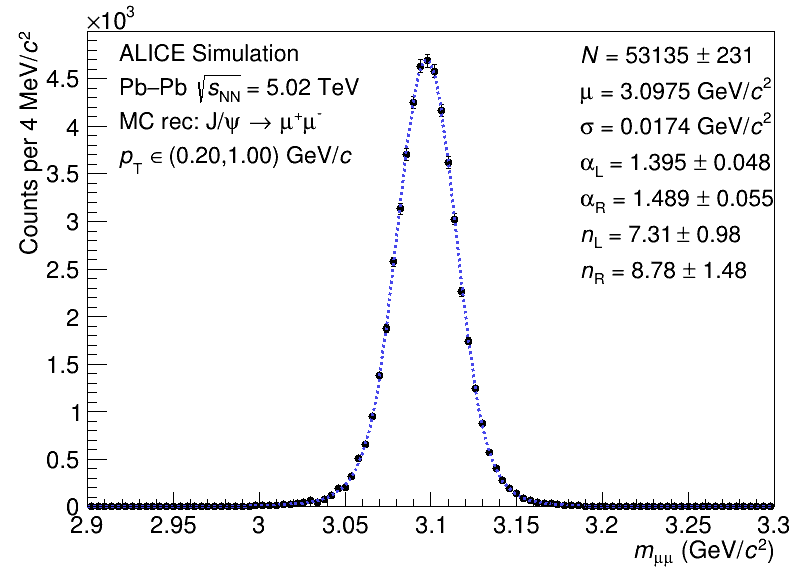 ×10³
Counts per 4 MeV/c²
ALICE Simulation
Pb–Pb √s_NN = 5.02 TeV
MC rec: J/ψ → μ⁺μ⁻
p_T ∈ (0.20,1.00) GeV/c
N = 53135 ± 231
μ = 3.0975 GeV/c²
σ = 0.0174 GeV/c²
α_L = 1.395 ± 0.048
α_R = 1.489 ± 0.055
n_L = 7.31 ± 0.98
n_R = 8.78 ± 1.48
4.5
4
3.5
3
2.5
2
1.5
1
0.5
0
2.9 2.95 3 3.05 3.1 3.15 3.2 3.25 3.3
m_μμ (GeV/c²)